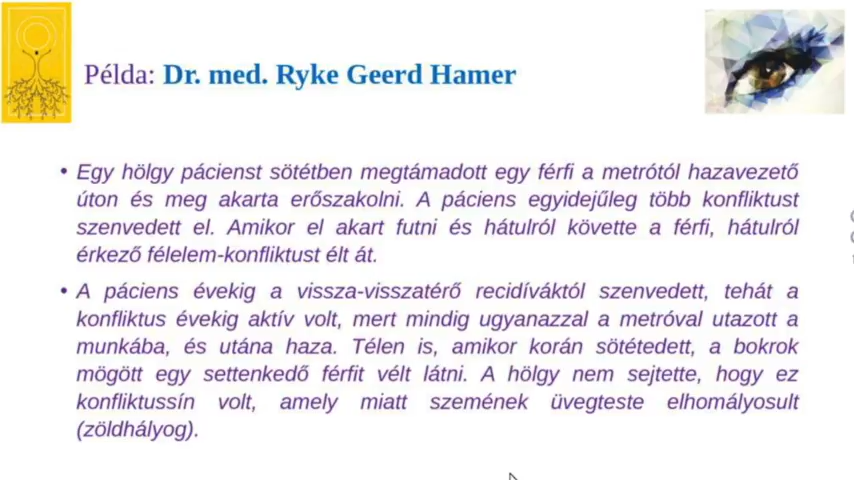 Példa: Dr. med. Ryke Geerd Hamer
• Egy hölgy pácienst sötétben megtámadott egy férfi a metrótól hazavezető
úton és meg akarta erőszakolni. A páciens egyidejűleg több konfliktust
szenvedett el. Amikor el akart futni és hátulról követte a férfi, hátulról
érkező félelem-konfliktust élt át.
• A páciens évekig a vissza-visszatérő recidíváktól szenvedett, tehát a
konfliktus évekig aktív volt, mert mindig ugyanazzal a metróval utazott a
munkába, és utána haza. Télen is, amikor korán sötétedett, a bokrok
mögött egy settenkedő férfit vélt látni. A hölgy nem sejtette, hogy ez
konfliktussín volt, amely miatt szemének üvegteste elhomályosult
(zöldhályog).